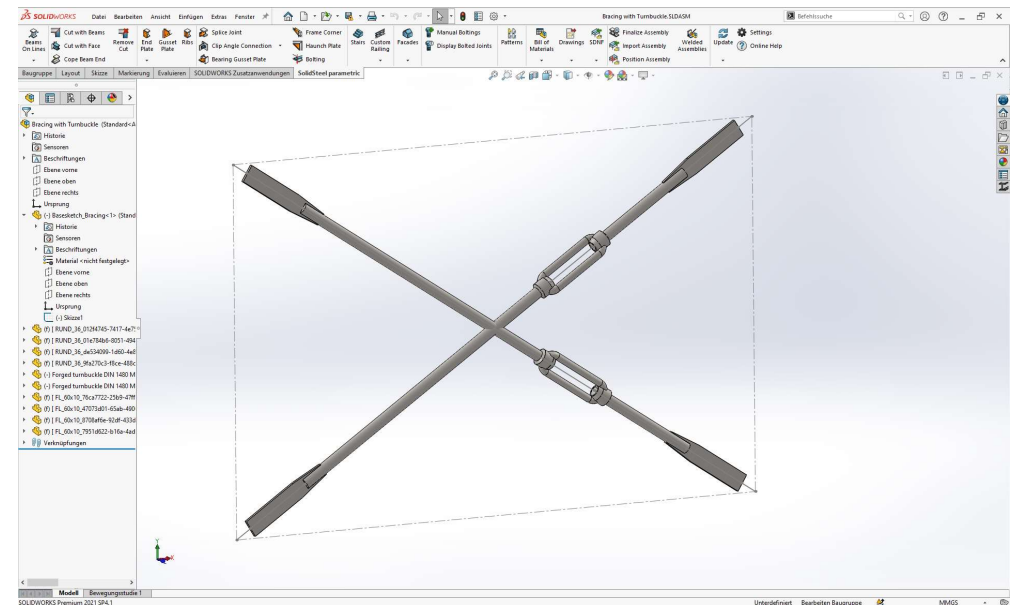 SOLIDWORKS Datei Bearbeiten Ansicht Einfügen Extras Fenster Bracing with Turnbuckle.SLDASM Befehlssuche
Beams On Lines
Cut with Beams
Cut with Face
Cope Beam End
Remove Cut
End Plate
Gusset Plate
Ribs
Splice Joint
Clip Angle Connection
Bearing Gusset Plate
Frame Corner
Haunch Plate
Bolting
Stairs
Custom Railing
Facades
Manual Boltings
Display Bolted Joints
Patterns
Bill of Materials
Drawings
SDNF
Finalize Assembly
Import Assembly
Position Assembly
Welded Assemblies
Update
Settings
Online Help
Baugruppe Layout Skizze Markierung Evaluieren SOLIDWORKS Zusatzanwendungen SolidSteel parametric
Bracing with Turnbuckle (Standard<A
Historie
Sensoren
Beschriftungen
Ebene vorne
Ebene oben
Ebene rechts
Ursprung
(-) Basesketch_Bracing<1> (Stand
Historie
Sensoren
Beschriftungen
Material <nicht festgelegt>
Ebene vorne
Ebene oben
Ebene rechts
Ursprung
(-) Skizze1
(f) [ RUND_36_012f4745-7417-4e75
(f) [ RUND_36_01e784b6-8051-494
(f) [ RUND_36_de534099-1d60-4e8
(f) [ RUND_36_9fa270c3-f8ce-488c
(-) Forged turnbuckle DIN 1480 M
(-) Forged turnbuckle DIN 1480 M
(f) [ FL_60x10_76ca7722-25b9-47ff
(f) [ FL_60x10_47073d01-65ab-490
(f) [ FL_60x10_8708af6e-92df-433d
(f) [ FL_60x10_7951d622-b16a-4ad
Verknüpfungen
Y
X
Modell Bewegungsstudie 1
SOLIDWORKS Premium 2021 SP4.1 Unterdefiniert Bearbeiten Baugruppe MMGS